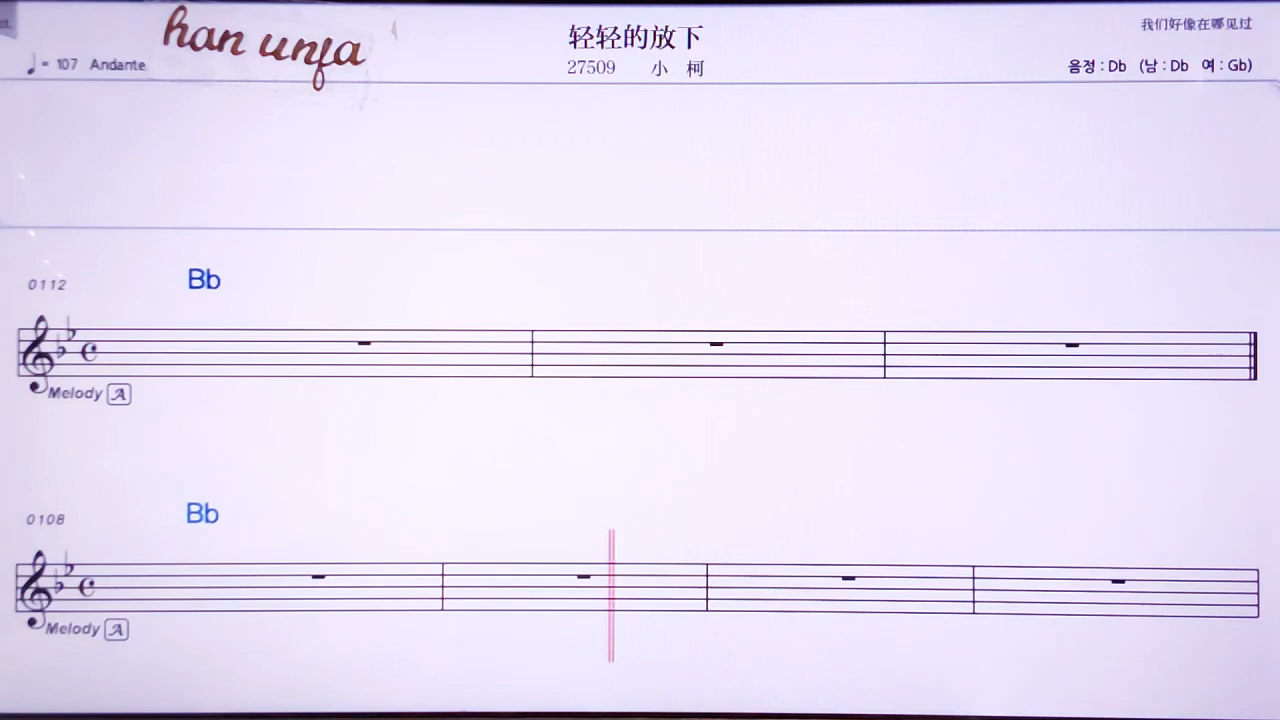 han unfa
轻轻的放下
我们好像在哪见过
= 107 Andante
27509 小 柯
음정 : Db (남 : Db 여 : Gb)
0112
Bb
Melody A
0108
Bb
Melody A